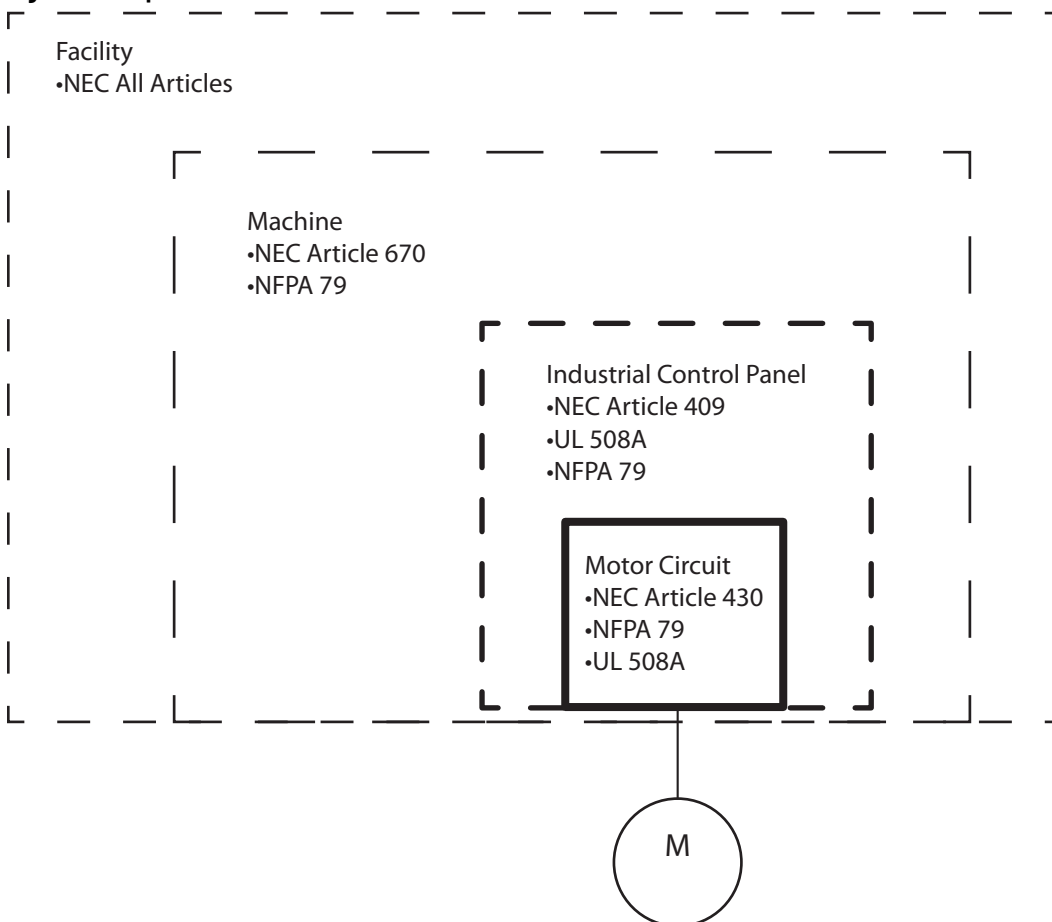 Facility
•NEC All Articles
Machine
•NEC Article 670
•NFPA 79
Industrial Control Panel
•NEC Article 409
•UL 508A
•NFPA 79
Motor Circuit
•NEC Article 430
•NFPA 79
•UL 508A
M